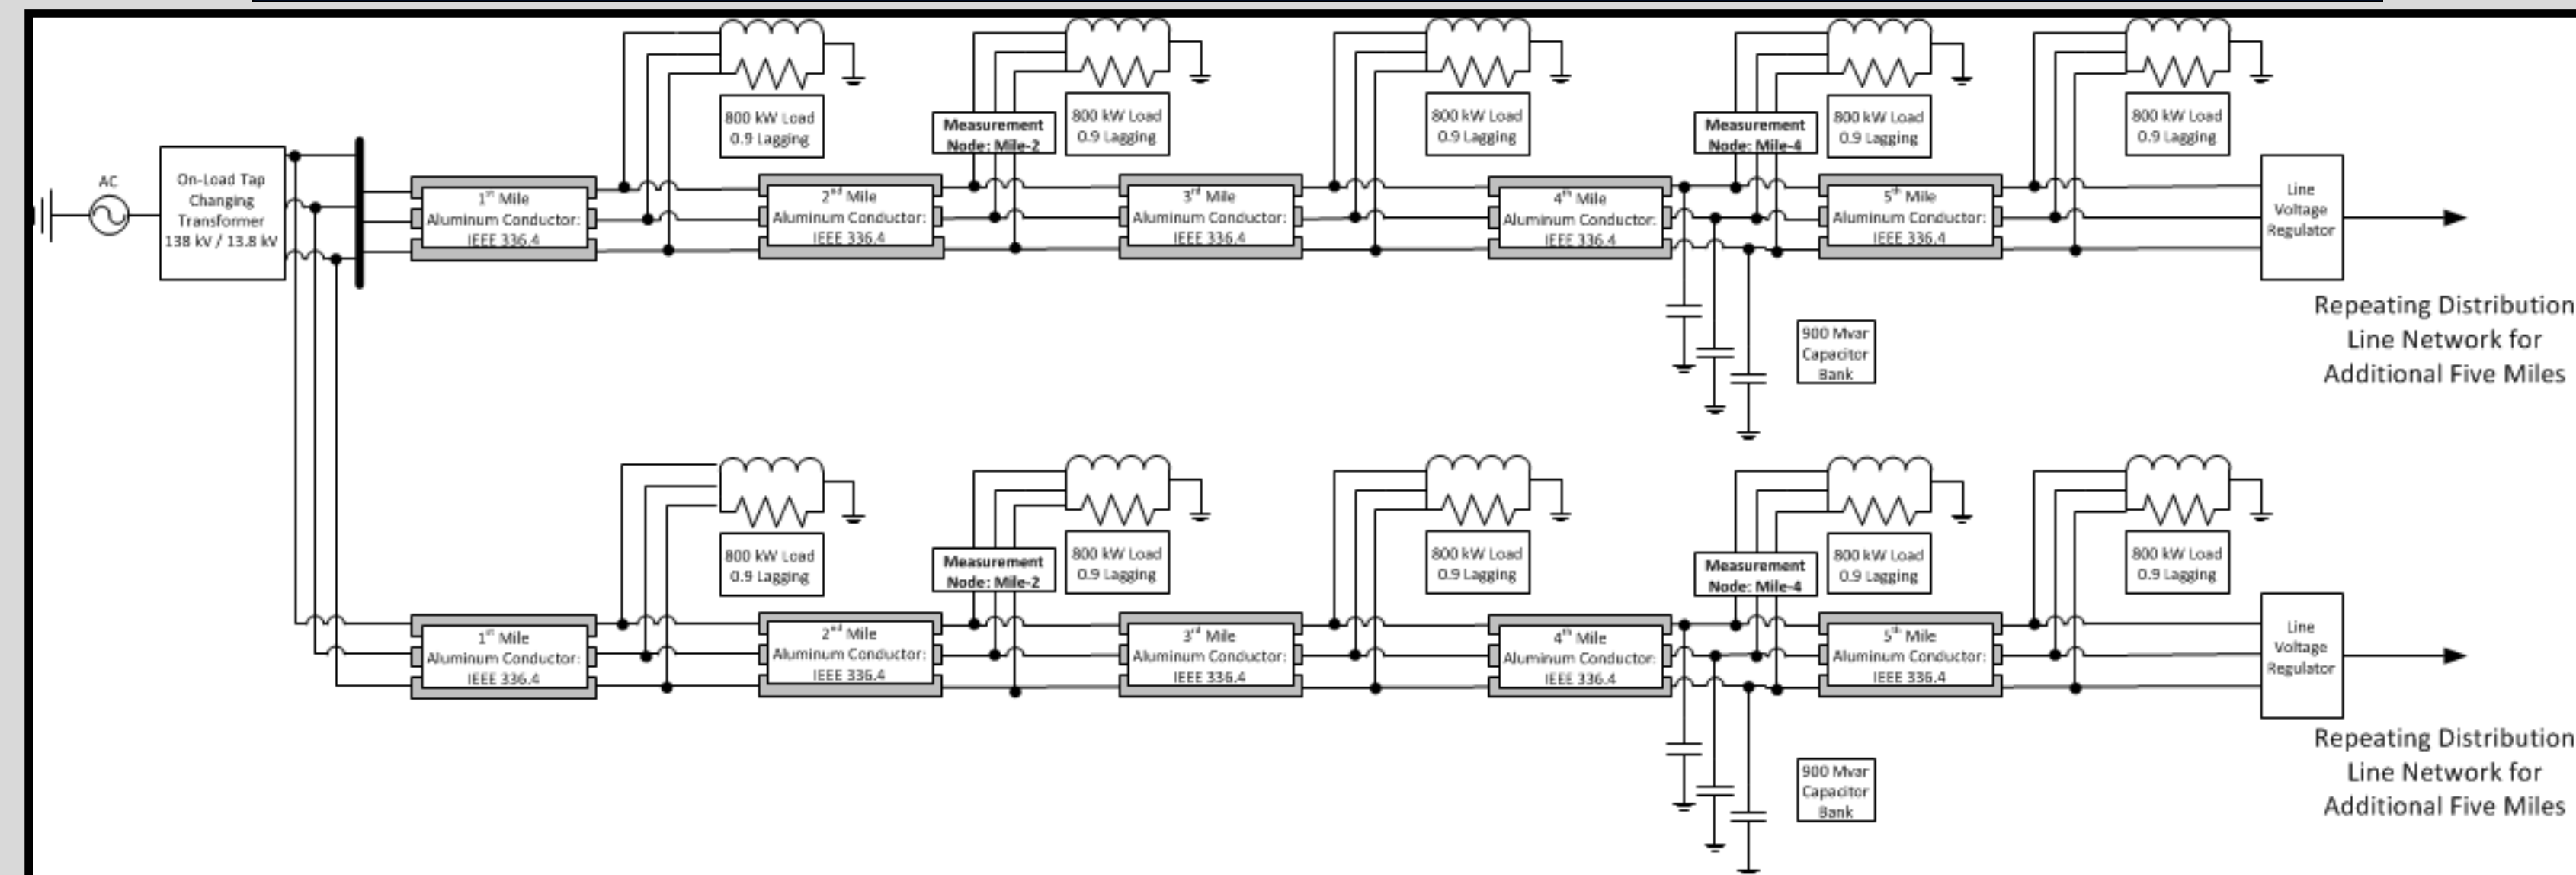 800 kW Load
0.9 Lagging
Measurement
Node: Mile-2
800 kW Load
0.9 Lagging
800 kW Load
0.9 Lagging
Measurement
Node: Mile-4
800 kW Load
0.9 Lagging
800 kW Load
0.9 Lagging
AC
On-Load Tap
Changing
Transformer
138 kV / 13.8 kV
1st Mile
Aluminum Conductor:
IEEE 336.4
2nd Mile
Aluminum Conductor:
IEEE 336.4
3rd Mile
Aluminum Conductor:
IEEE 336.4
4th Mile
Aluminum Conductor:
IEEE 336.4
5th Mile
Aluminum Conductor:
IEEE 336.4
Line
Voltage
Regulator
900 Mvar
Capacitor
Bank
Repeating Distribution
Line Network for
Additional Five Miles
800 kW Load
0.9 Lagging
Measurement
Node: Mile-2
800 kW Load
0.9 Lagging
800 kW Load
0.9 Lagging
Measurement
Node: Mile-4
800 kW Load
0.9 Lagging
800 kW Load
0.9 Lagging
1st Mile
Aluminum Conductor:
IEEE 336.4
2nd Mile
Aluminum Conductor:
IEEE 336.4
3rd Mile
Aluminum Conductor:
IEEE 336.4
4th Mile
Aluminum Conductor:
IEEE 336.4
5th Mile
Aluminum Conductor:
IEEE 336.4
Line
Voltage
Regulator
900 Mvar
Capacitor
Bank
Repeating Distribution
Line Network for
Additional Five Miles